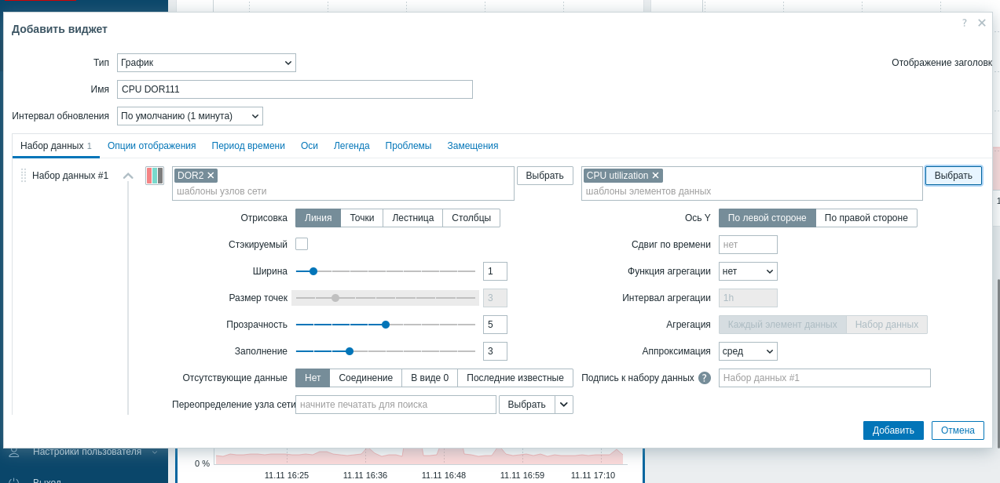 Добавить виджет ? ×
Тип График Отображение заголовк
Имя CPU DOR111
Интервал обновления По умолчанию (1 минута)
Набор данных 1 Опции отображения Период времени Оси Легенда Проблемы Замещения
Набор данных #1 DOR2 × Выбрать CPU utilization × Выбрать
шаблоны узлов сети шаблоны элементов данных
Отрисовка Линия Точки Лестница Столбцы Ось Y По левой стороне По правой стороне
Стэкируемый Сдвиг по времени нет
Ширина 1 Функция агрегации нет
Размер точек 3 Интервал агрегации 1h
Прозрачность 5 Агрегация Каждый элемент данных Набор данных
Заполнение 3 Аппроксимация сред
Отсутствующие данные Нет Соединение В виде 0 Последние известные Подпись к набору данных ? Набор данных #1
Переопределение узла сети начните печатать для поиска Выбрать
Добавить Отмена
Настройки пользователя
0 %
11.11 16:25 11.11 16:36 11.11 16:48 11.11 16:59 11.11 17:10
Выход